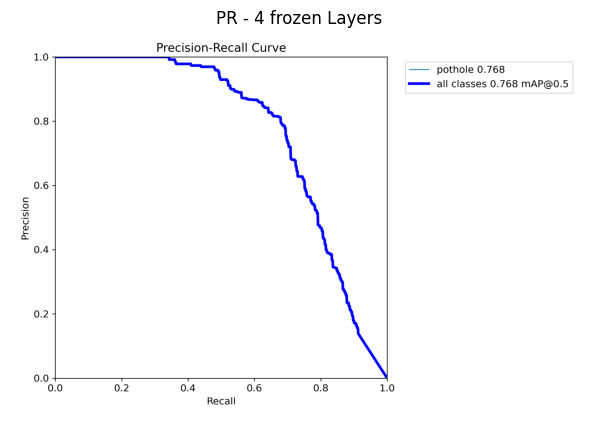 PR - 4 frozen Layers
Precision-Recall Curve
pothole 0.768
all classes 0.768 mAP@0.5
Precision
1.0
0.8
0.6
0.4
0.2
0.0
0.0 0.2 0.4 0.6 0.8 1.0
Recall